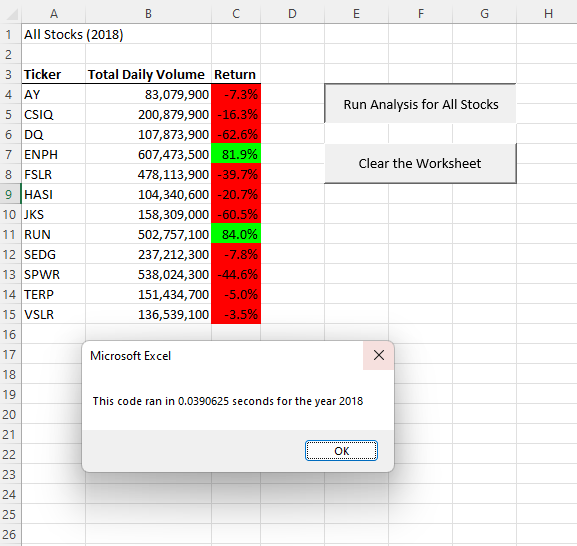 A B C D E F G H
1 All Stocks (2018)
2
3 Ticker Total Daily Volume Return
4 AY 83,079,900 -7.3%
Run Analysis for All Stocks
5 CSIQ 200,879,900 -16.3%
6 DQ 107,873,900 -62.6%
7 ENPH 607,473,500 81.9%
Clear the Worksheet
8 FSLR 478,113,900 -39.7%
9 HASI 104,340,600 -20.7%
10 JKS 158,309,000 -60.5%
11 RUN 502,757,100 84.0%
12 SEDG 237,212,300 -7.8%
13 SPWR 538,024,300 -44.6%
14 TERP 151,434,700 -5.0%
15 VSLR 136,539,100 -3.5%
16
17
Microsoft Excel
18
19
This code ran in 0.0390625 seconds for the year 2018
20
21
22
OK
23
24
25
26